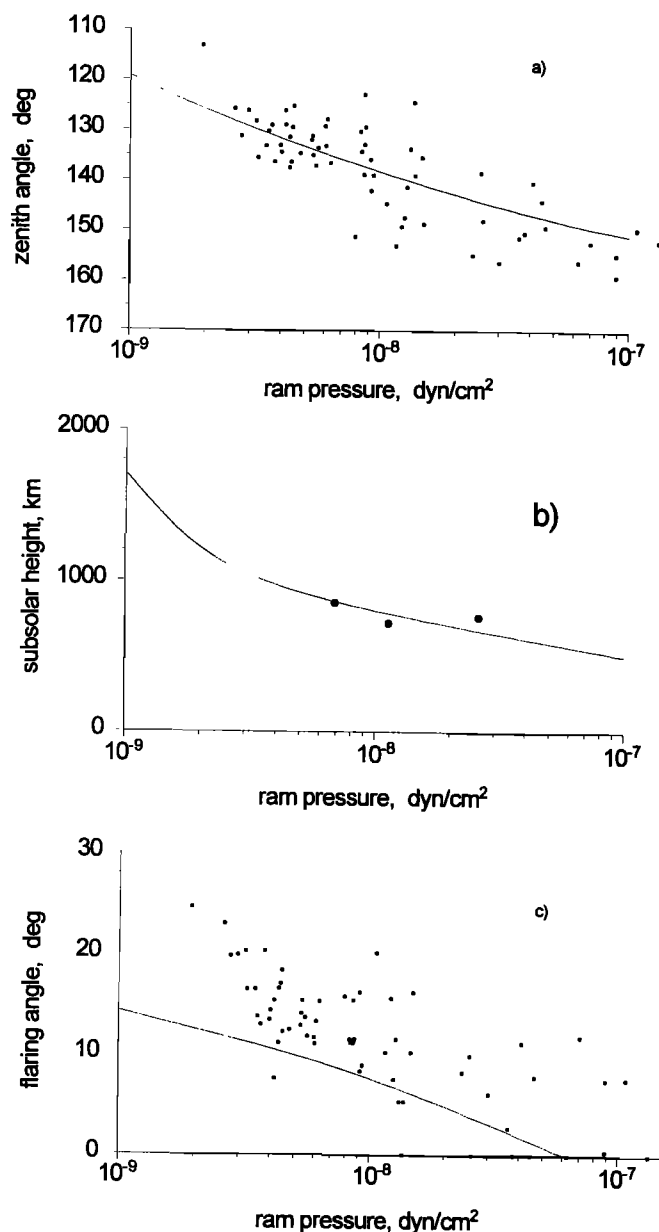 110
120
130
140
150
160
170
zenith angle, deg
a)
10⁻⁹ 10⁻⁸ 10⁻⁷
ram pressure, dyn/cm²
2000
1000
0
subsolar height, km
b)
10⁻⁹ 10⁻⁸ 10⁻⁷
ram pressure, dyn/cm²
30
20
10
0
flaring angle, deg
c)
10⁻⁹ 10⁻⁸ 10⁻⁷
ram pressure, dyn/cm²